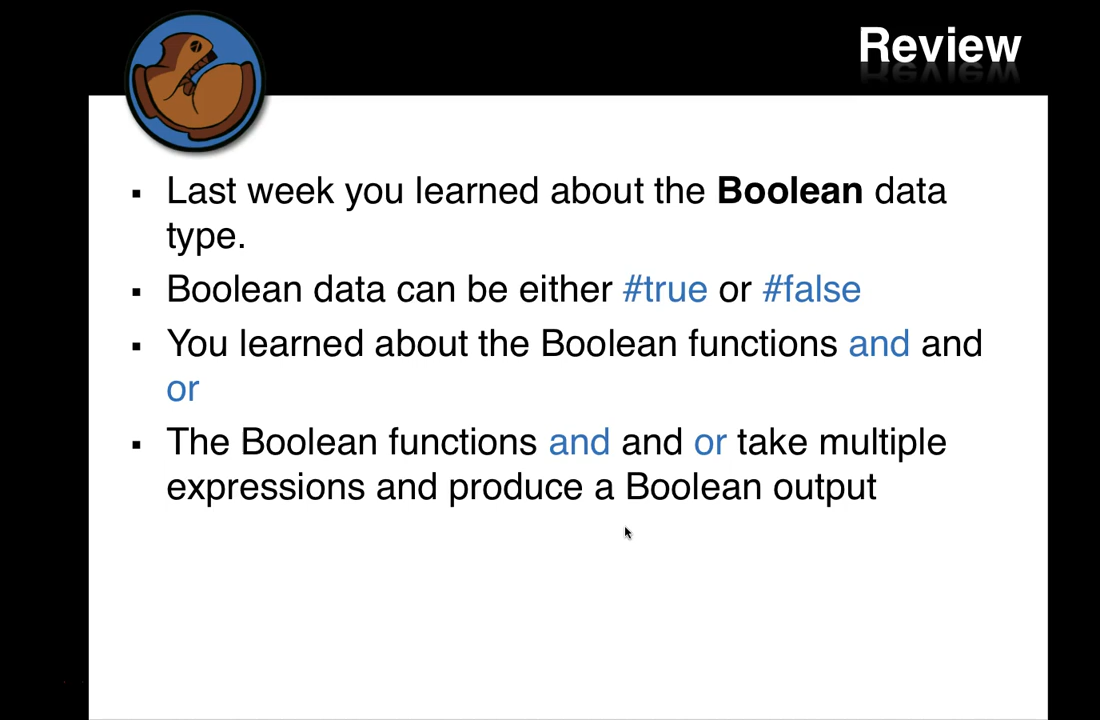 Review
▪ Last week you learned about the Boolean data
type.
▪ Boolean data can be either #true or #false
▪ You learned about the Boolean functions and and
or
▪ The Boolean functions and and or take multiple
expressions and produce a Boolean output